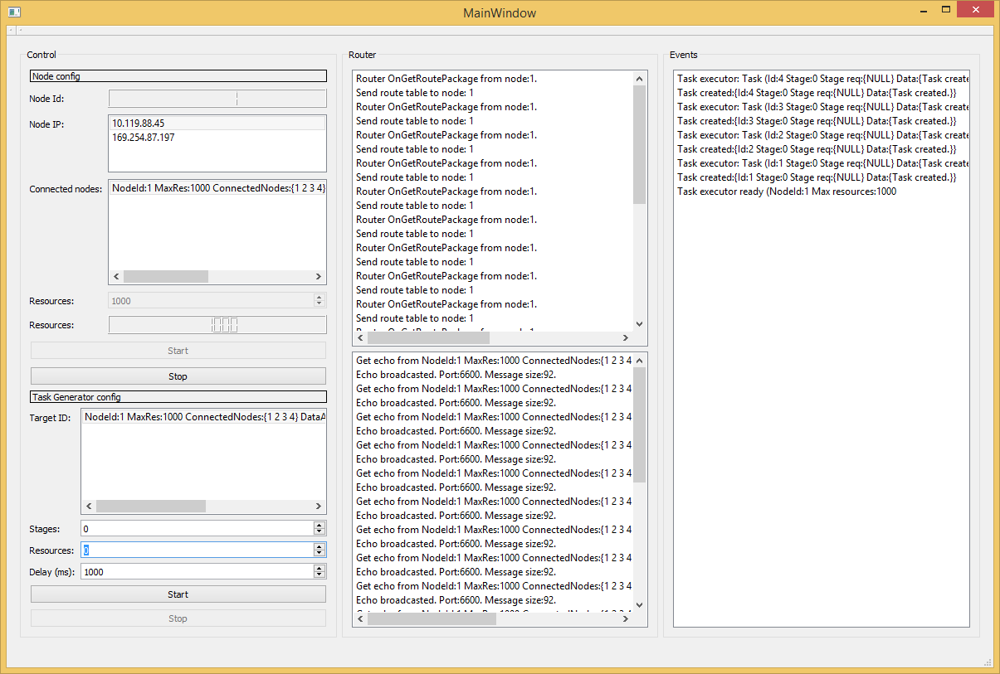 MainWindow
Control
Node config
Node Id:
Node IP:
10.119.88.45
169.254.87.197
Connected nodes:
NodeId:1 MaxRes:1000 ConnectedNodes:{1 2 3 4}
Resources:
1000
Resources:
000
Start
Stop
Task Generator config
Target ID:
NodeId:1 MaxRes:1000 ConnectedNodes:{1 2 3 4} DataA
Stages:
0
Resources:
0
Delay (ms):
1000
Start
Stop
Router
Router OnGetRoutePackage from node:1.
Send route table to node: 1
Router OnGetRoutePackage from node:1.
Send route table to node: 1
Router OnGetRoutePackage from node:1.
Send route table to node: 1
Router OnGetRoutePackage from node:1.
Send route table to node: 1
Router OnGetRoutePackage from node:1.
Send route table to node: 1
Router OnGetRoutePackage from node:1.
Send route table to node: 1
Router OnGetRoutePackage from node:1.
Send route table to node: 1
Router OnGetRoutePackage from node:1.
Send route table to node: 1
Router OnGetRoutePackage from node:1.
Send route table to node: 1
Get echo from NodeId:1 MaxRes:1000 ConnectedNodes:{1 2 3 4
Echo broadcasted. Port:6600. Message size:92.
Get echo from NodeId:1 MaxRes:1000 ConnectedNodes:{1 2 3 4
Echo broadcasted. Port:6600. Message size:92.
Get echo from NodeId:1 MaxRes:1000 ConnectedNodes:{1 2 3 4
Echo broadcasted. Port:6600. Message size:92.
Get echo from NodeId:1 MaxRes:1000 ConnectedNodes:{1 2 3 4
Echo broadcasted. Port:6600. Message size:92.
Get echo from NodeId:1 MaxRes:1000 ConnectedNodes:{1 2 3 4
Echo broadcasted. Port:6600. Message size:92.
Get echo from NodeId:1 MaxRes:1000 ConnectedNodes:{1 2 3 4
Echo broadcasted. Port:6600. Message size:92.
Get echo from NodeId:1 MaxRes:1000 ConnectedNodes:{1 2 3 4
Echo broadcasted. Port:6600. Message size:92.
Get echo from NodeId:1 MaxRes:1000 ConnectedNodes:{1 2 3 4
Echo broadcasted. Port:6600. Message size:92.
Get echo from NodeId:1 MaxRes:1000 ConnectedNodes:{1 2 3 4
Echo broadcasted. Port:6600. Message size:92.
Events
Task executor: Task (Id:4 Stage:0 Stage req:{NULL} Data:{Task create
Task created:{Id:4 Stage:0 Stage req:{NULL} Data:{Task created.}}
Task executor: Task (Id:3 Stage:0 Stage req:{NULL} Data:{Task create
Task created:{Id:3 Stage:0 Stage req:{NULL} Data:{Task created.}}
Task executor: Task (Id:2 Stage:0 Stage req:{NULL} Data:{Task create
Task created:{Id:2 Stage:0 Stage req:{NULL} Data:{Task created.}}
Task executor: Task (Id:1 Stage:0 Stage req:{NULL} Data:{Task create
Task created:{Id:1 Stage:0 Stage req:{NULL} Data:{Task created.}}
Task executor ready (NodeId:1 Max resources:1000